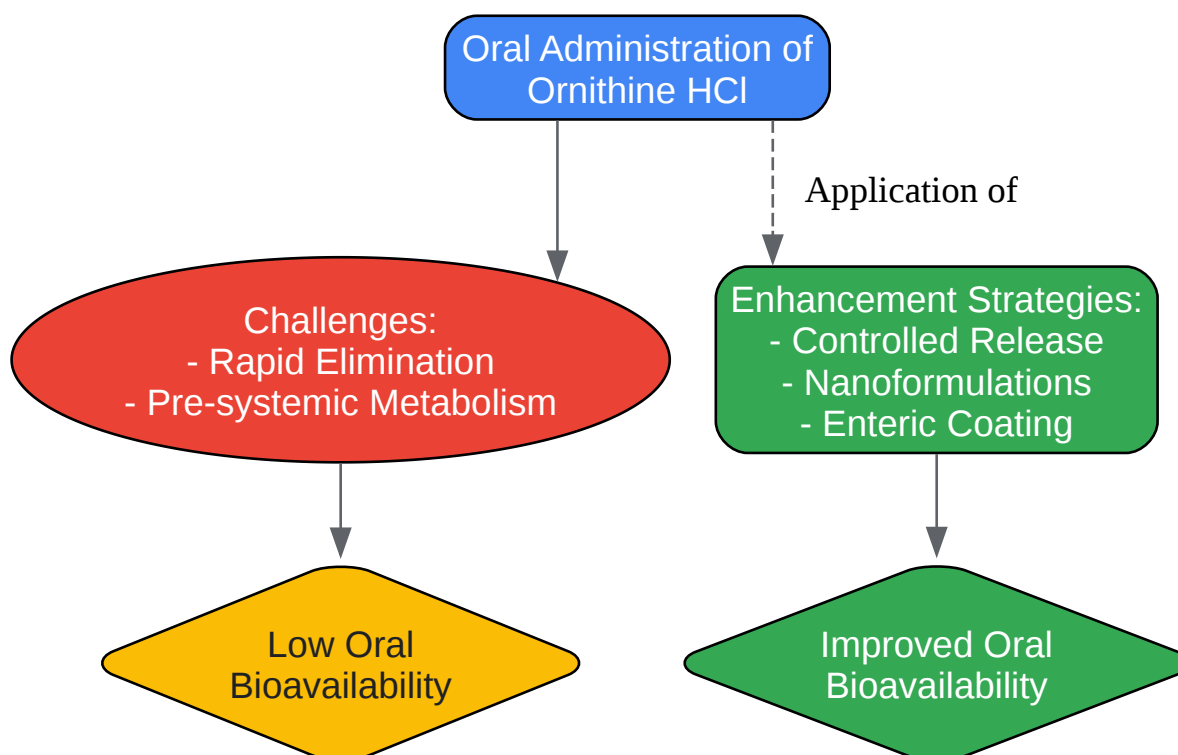 Oral Administration of
Ornithine HCl
Application of
Challenges:
- Rapid Elimination
- Pre-systemic Metabolism
Enhancement Strategies:
- Controlled Release
- Nanoformulations
- Enteric Coating
Low Oral
Bioavailability
Improved Oral
Bioavailability